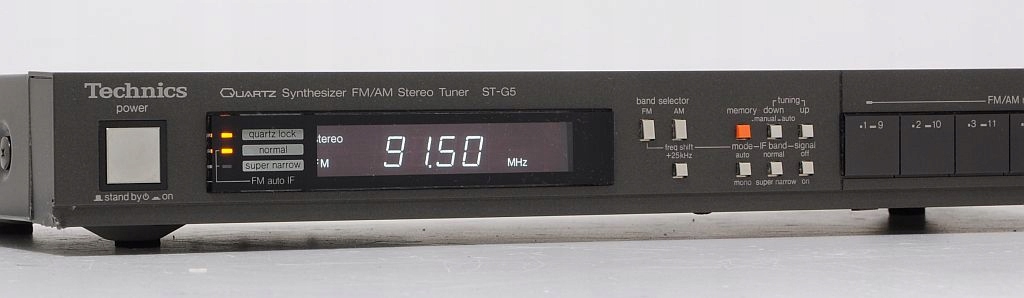 Technics
QUARTZ Synthesizer FM/AM Stereo Tuner ST-G5
power
stand by on
quartz lock
normal
super narrow
FM auto IF
stereo
FM
91.50 MHz
band selector
FM AM
freq shift
+25kHz
tuning
memory down up
manual auto
mode IF band signal
auto normal off
mono super narrow on
FM/AM
1 – 9
2 – 10
3 – 11